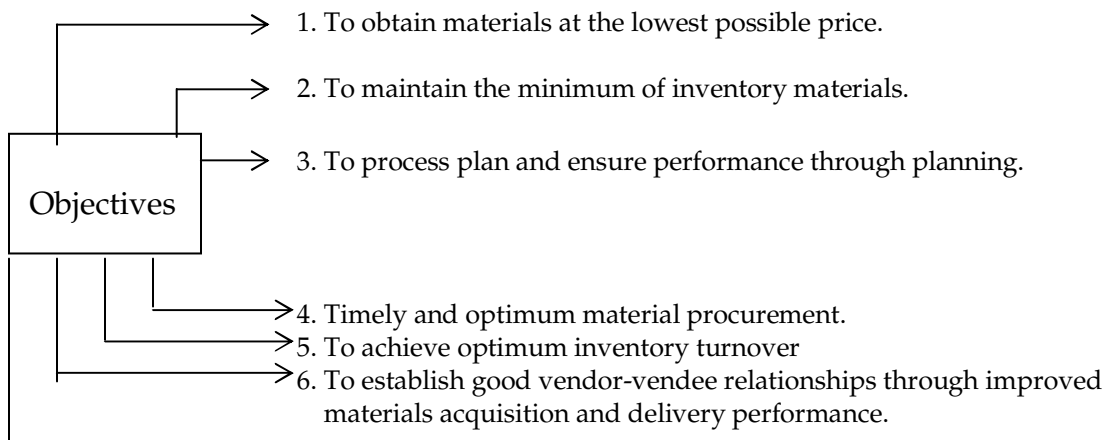 1. To obtain materials at the lowest possible price.
2. To maintain the minimum of inventory materials.
3. To process plan and ensure performance through planning.
Objectives
4. Timely and optimum material procurement.
5. To achieve optimum inventory turnover
6. To establish good vendor-vendee relationships through improved
materials acquisition and delivery performance.